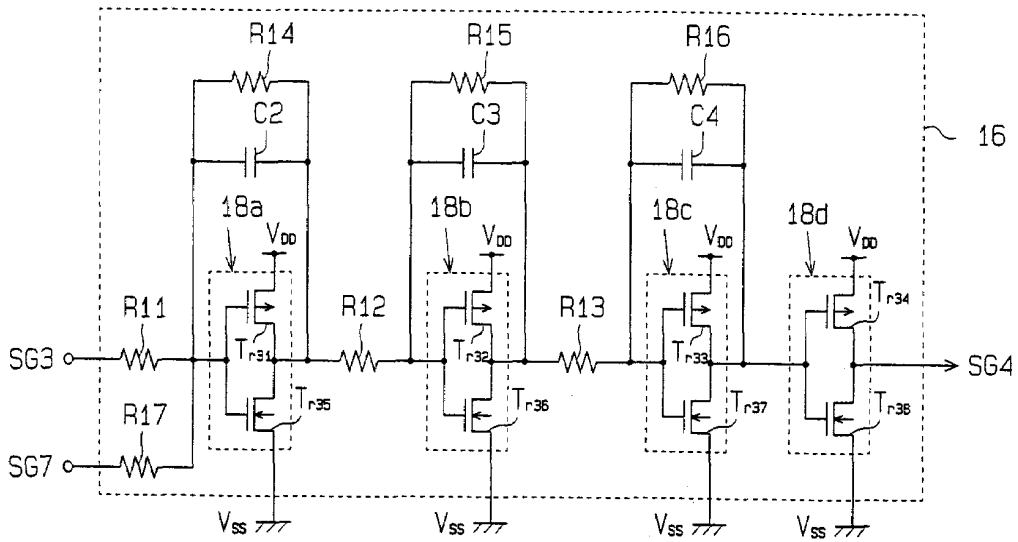 R14 R15 R16
C2 C3 C4
16
18a 18b 18c 18d
VDD VDD VDD VDD
R11 R12 R13
Tr31 Tr32 Tr33 Tr34
SG3 SG4
R17
Tr35 Tr36 Tr37 Tr38
SG7
VSS VSS VSS VSS